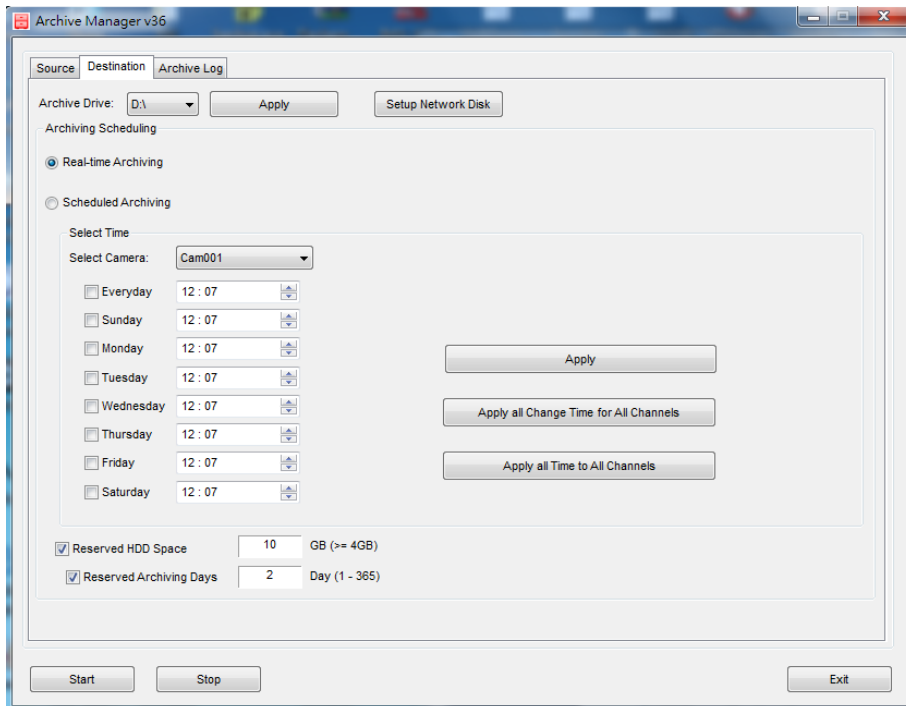 Archive Manager v36
Source Destination Archive Log
Archive Drive: D:\ Apply Setup Network Disk
Archiving Scheduling
Real-time Archiving
Scheduled Archiving
Select Time
Select Camera: Cam001
Everyday 12 : 07
Sunday 12 : 07
Monday 12 : 07
Apply
Tuesday 12 : 07
Wednesday 12 : 07
Apply all Change Time for All Channels
Thursday 12 : 07
Friday 12 : 07
Apply all Time to All Channels
Saturday 12 : 07
Reserved HDD Space 10 GB (>= 4GB)
Reserved Archiving Days 2 Day (1 - 365)
Start Stop Exit